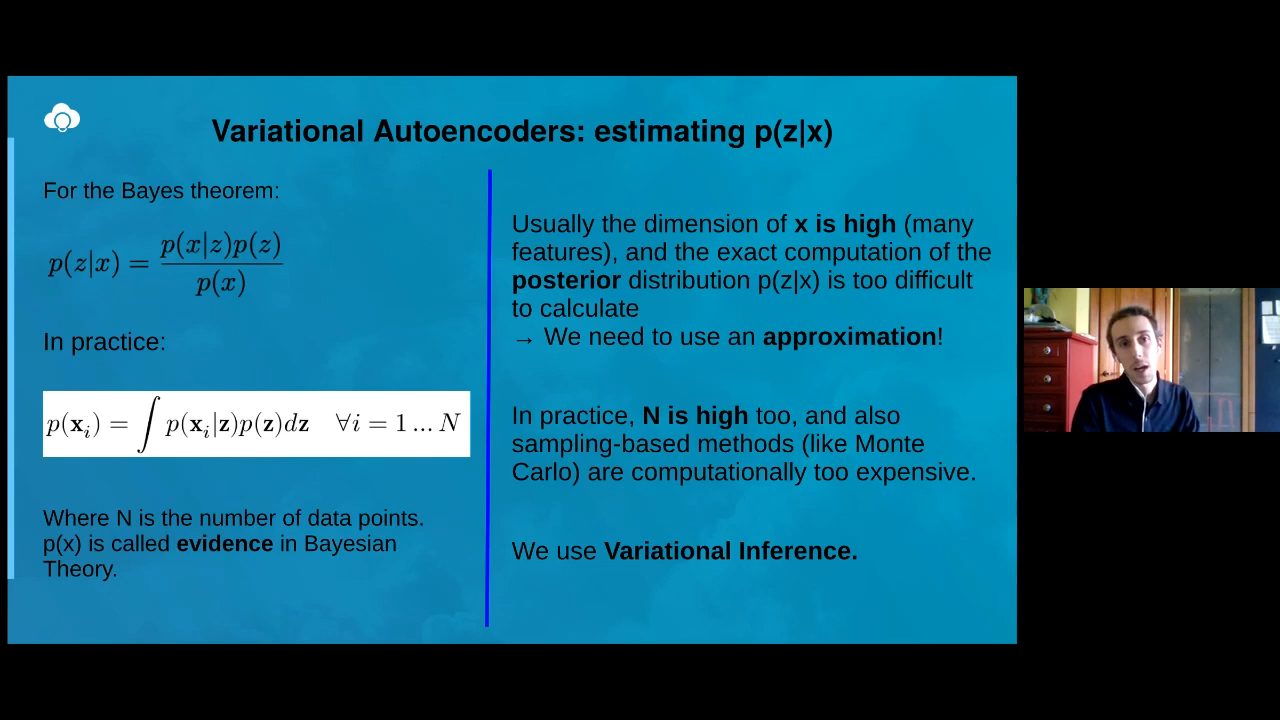 Variational Autoencoders: estimating p(z|x)
For the Bayes theorem:
p(z|x) = p(x|z)p(z) / p(x)
In practice:
p(x_i) = ∫ p(x_i|z)p(z)dz ∀i = 1 ... N
Where N is the number of data points.
p(x) is called evidence in Bayesian
Theory.
Usually the dimension of x is high (many
features), and the exact computation of the
posterior distribution p(z|x) is too difficult
to calculate
→ We need to use an approximation!
In practice, N is high too, and also
sampling-based methods (like Monte
Carlo) are computationally too expensive.
We use Variational Inference.